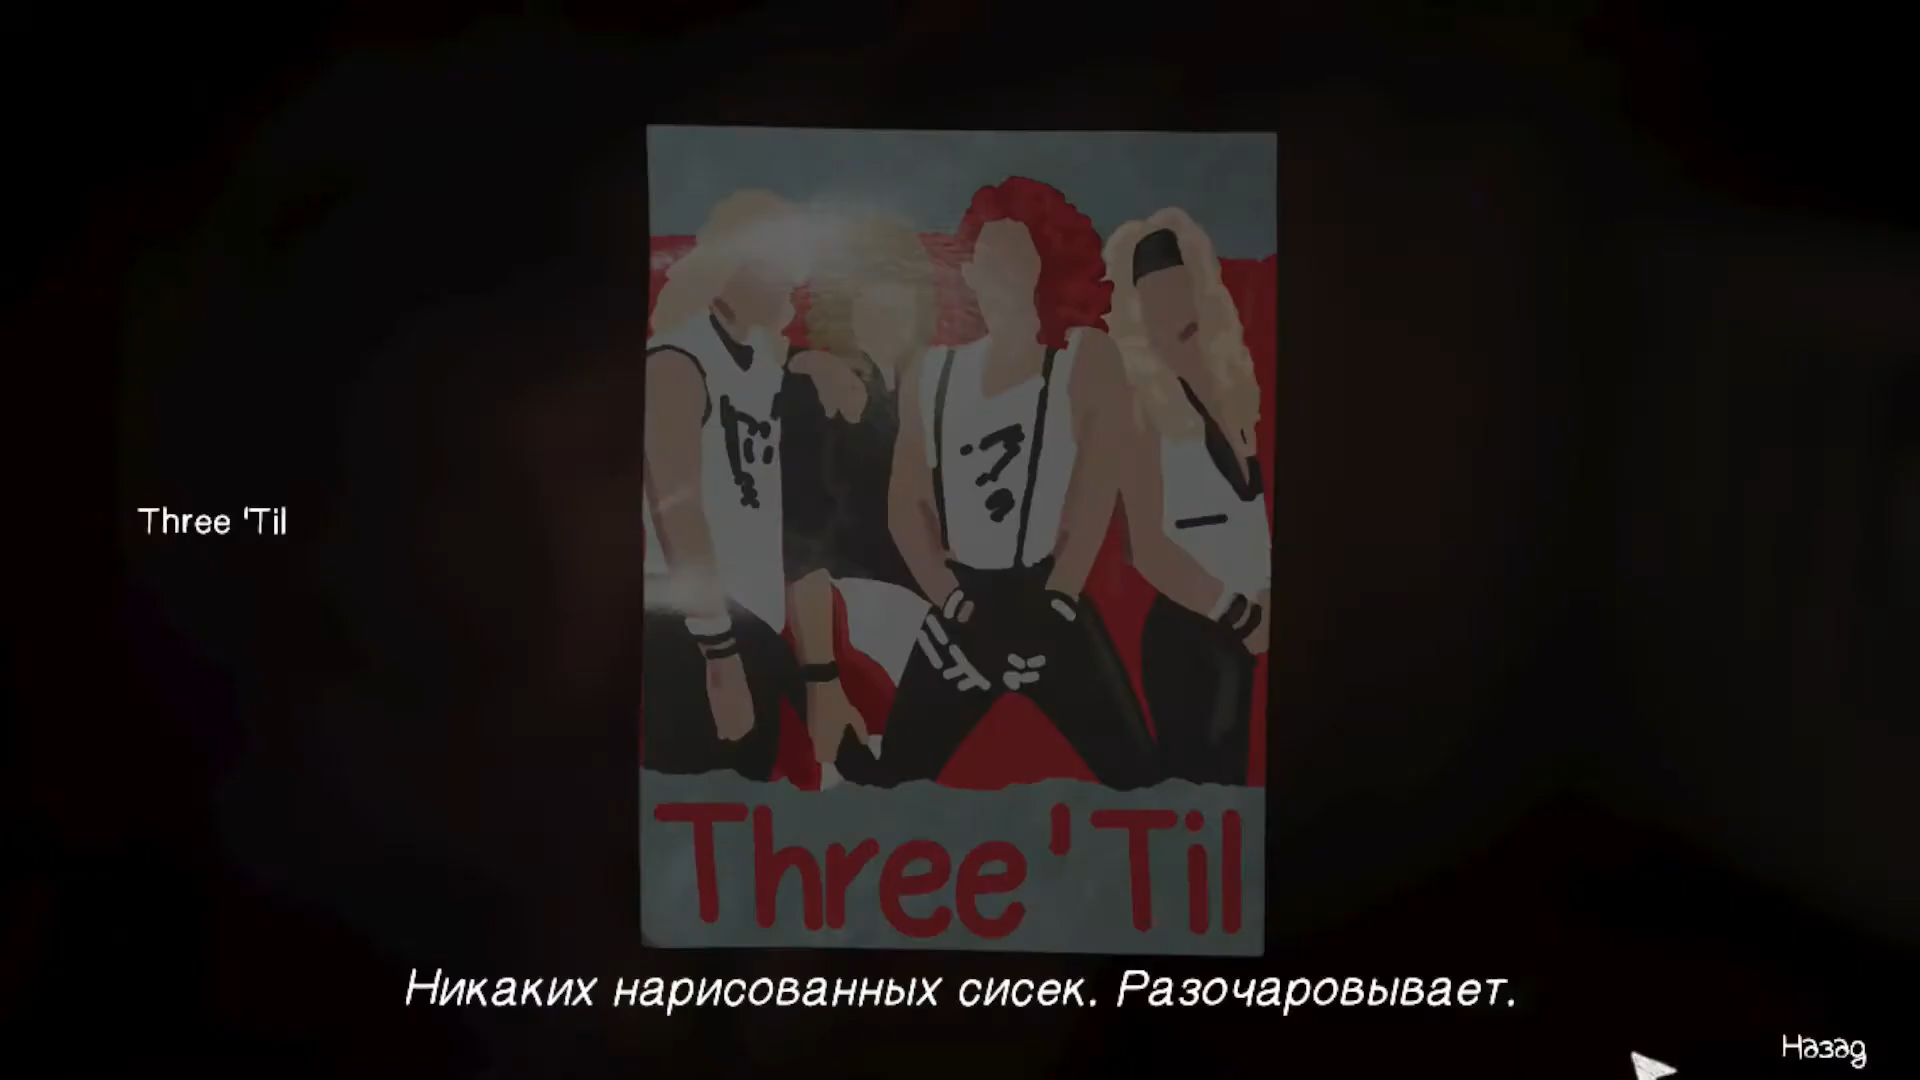 Three 'Til
Three 'Til
Никаких нарисованных сисек. Разочаровывает.
Назад